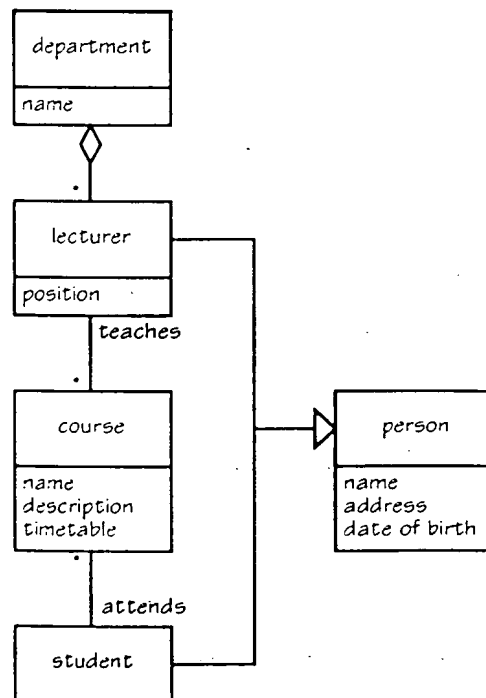 department
name
lecturer
position
teaches
course
name
description
timetable
attends
student
person
name
address
date of birth